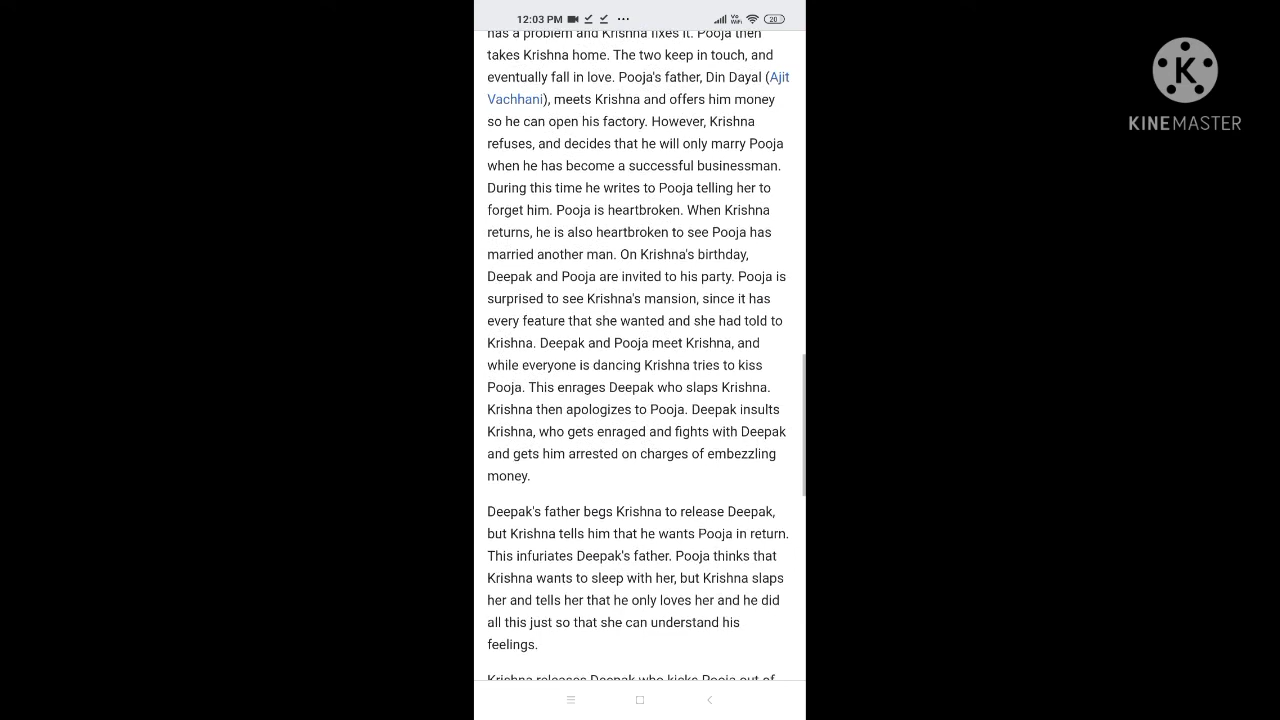 12:03 PM
Vo WiFi
20
has a problem and Krishna fixes it. Pooja then
takes Krishna home. The two keep in touch, and
eventually fall in love. Pooja's father, Din Dayal (Ajit
Vachhani), meets Krishna and offers him money
so he can open his factory. However, Krishna
refuses, and decides that he will only marry Pooja
when he has become a successful businessman.
During this time he writes to Pooja telling her to
forget him. Pooja is heartbroken. When Krishna
returns, he is also heartbroken to see Pooja has
married another man. On Krishna's birthday,
Deepak and Pooja are invited to his party. Pooja is
surprised to see Krishna's mansion, since it has
every feature that she wanted and she had told to
Krishna. Deepak and Pooja meet Krishna, and
while everyone is dancing Krishna tries to kiss
Pooja. This enrages Deepak who slaps Krishna.
Krishna then apologizes to Pooja. Deepak insults
Krishna, who gets enraged and fights with Deepak
and gets him arrested on charges of embezzling
money.
Deepak's father begs Krishna to release Deepak,
but Krishna tells him that he wants Pooja in return.
This infuriates Deepak's father. Pooja thinks that
Krishna wants to sleep with her, but Krishna slaps
her and tells her that he only loves her and he did
all this just so that she can understand his
feelings.
Krishna releases Deepak who kicks Pooja out of
K
KINEMASTER